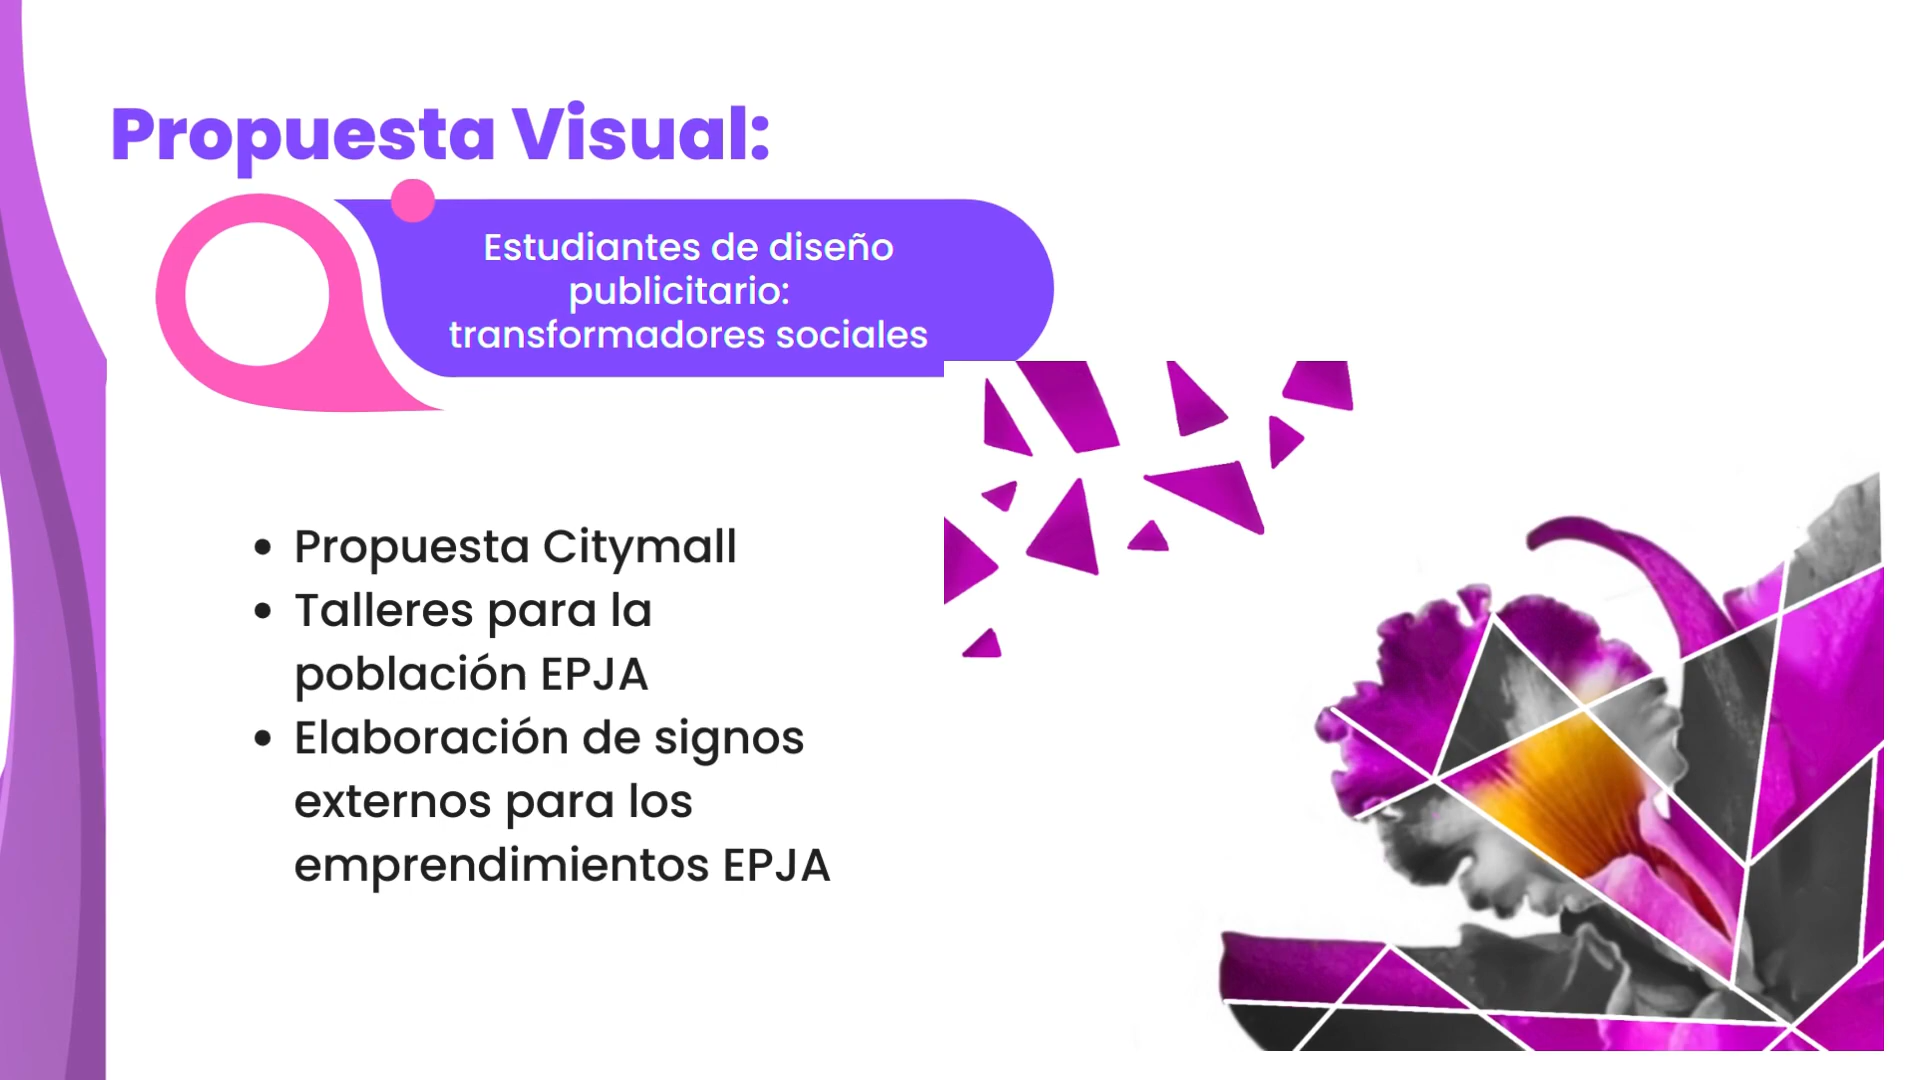 Propuesta Visual:
Estudiantes de diseño
publicitario:
transformadores sociales
• Propuesta Citymall
• Talleres para la
población EPJA
• Elaboración de signos
externos para los
emprendimientos EPJA